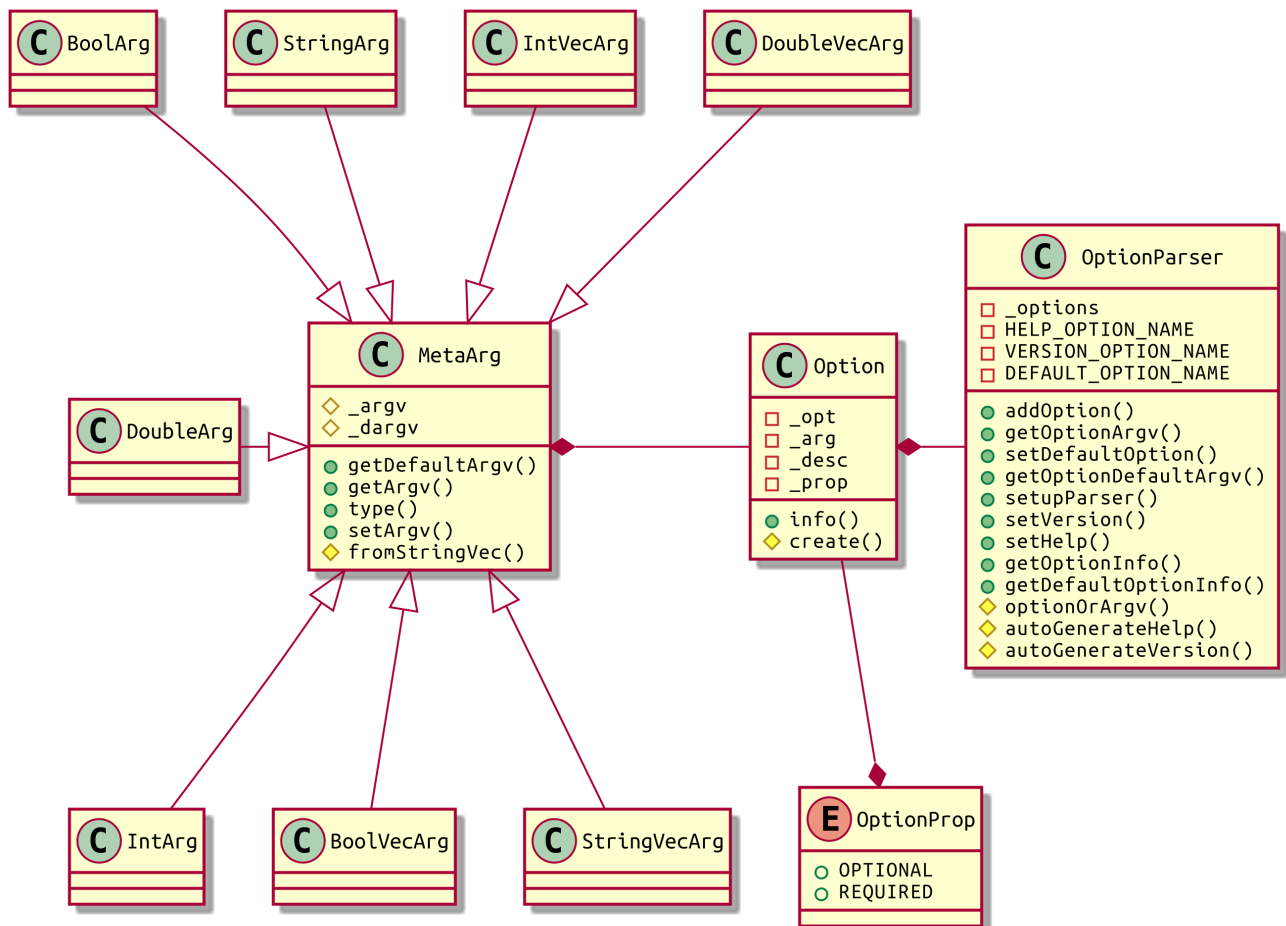 C BoolArg
C StringArg
C IntVecArg
C DoubleVecArg
C OptionParser
_options
HELP_OPTION_NAME
VERSION_OPTION_NAME
DEFAULT_OPTION_NAME
addOption()
getOptionArgv()
setDefaultOption()
getOptionDefaultArgv()
setupParser()
setVersion()
setHelp()
getOptionInfo()
getDefaultOptionInfo()
optionOrArgv()
autoGenerateHelp()
autoGenerateVersion()
C MetaArg
_argv
_dargv
getDefaultArgv()
getArgv()
type()
setArgv()
fromStringVec()
C Option
_opt
_arg
_desc
_prop
info()
create()
C DoubleArg
C IntArg
C BoolVecArg
C StringVecArg
E OptionProp
OPTIONAL
REQUIRED